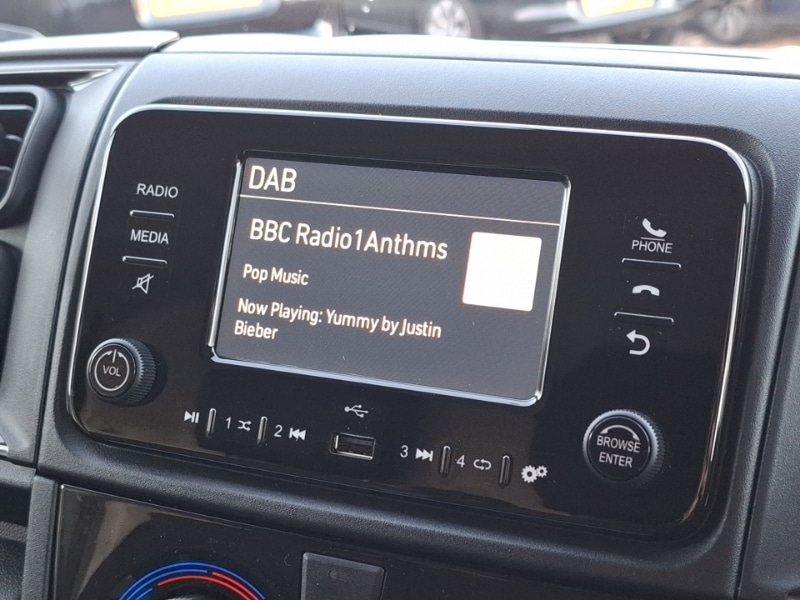 DAB
RADIO
BBC Radio1Anthms
PHONE
MEDIA
Pop Music
Now Playing: Yummy by Justin
Bieber
VOL
1
2
3
4
BROWSE
ENTER